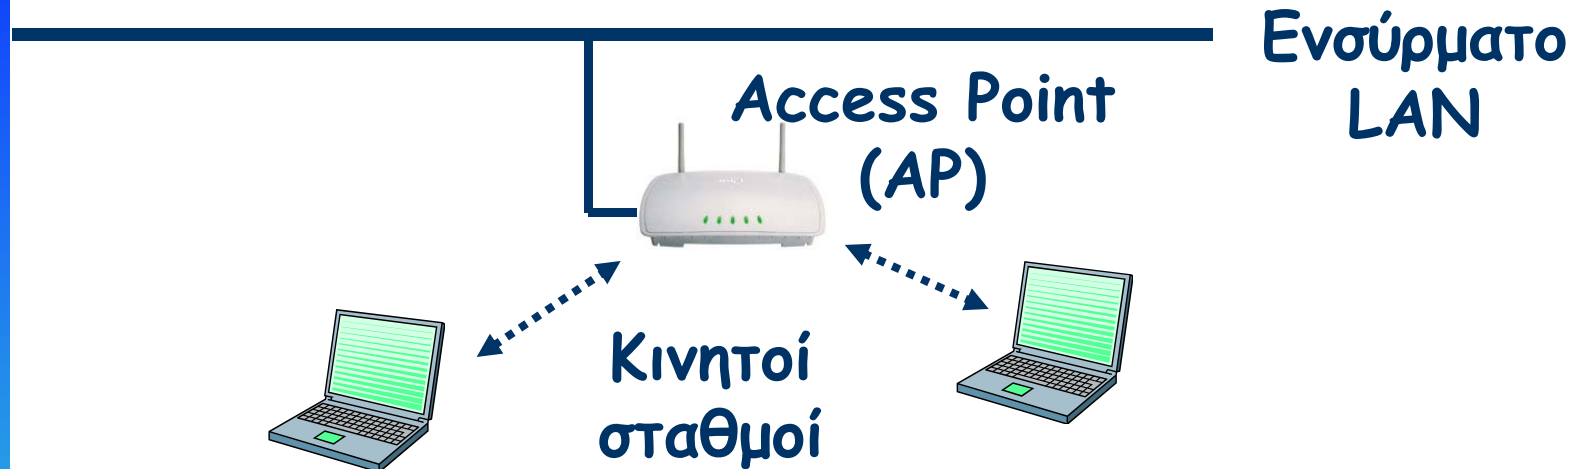 Ενσύρματο
LAN
Access Point
(AP)
Κινητοί
σταθμοί